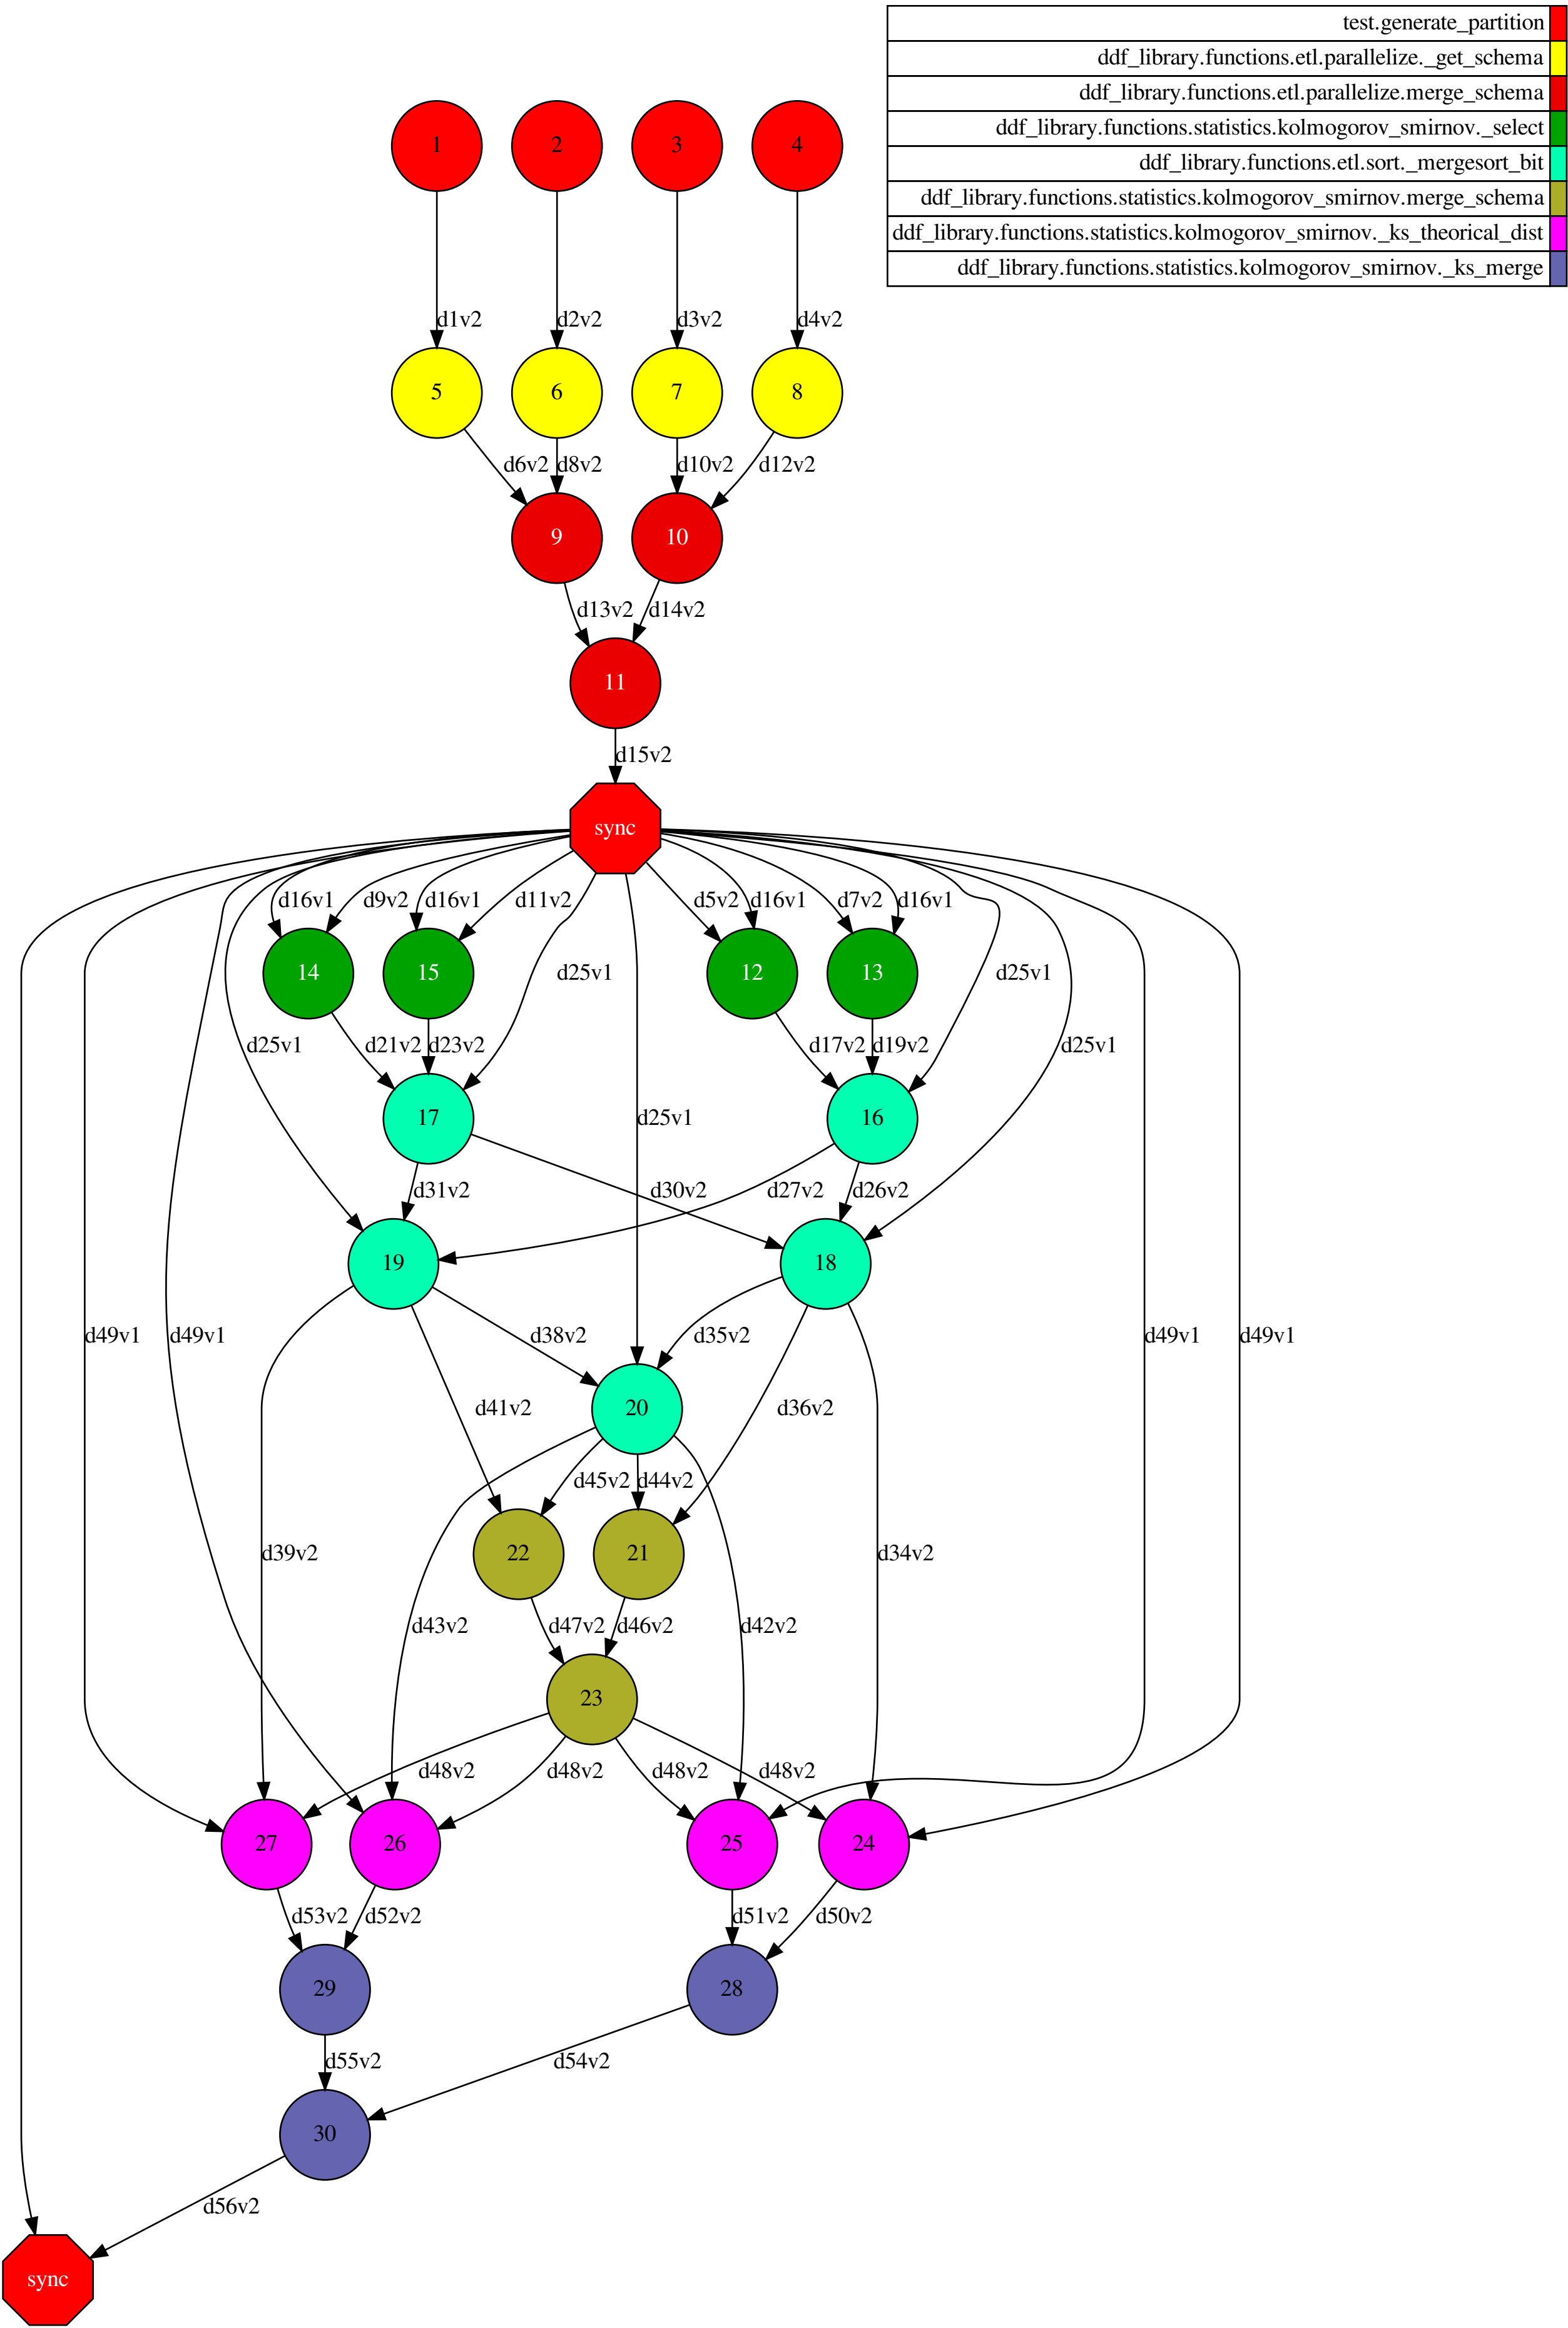 test.generate_partition
ddf_library.functions.etl.parallelize._get_schema
ddf_library.functions.etl.parallelize.merge_schema
ddf_library.functions.statistics.kolmogorov_smirnov._select
ddf_library.functions.etl.sort._mergesort_bit
ddf_library.functions.statistics.kolmogorov_smirnov.merge_schema
ddf_library.functions.statistics.kolmogorov_smirnov._ks_theorical_dist
ddf_library.functions.statistics.kolmogorov_smirnov._ks_merge
1 2 3 4
d1v2 d2v2 d3v2 d4v2
5 6 7 8
d6v2 d8v2 d10v2 d12v2
9 10
d13v2 d14v2
11
d15v2
sync
d16v1 d9v2 d16v1 d11v2 d5v2 d16v1 d7v2 d16v1
14 15 d25v1 12 13 d25v1
d25v1 d21v2 d23v2 d17v2 d19v2 d25v1
17 d25v1 16
d31v2 d30v2 d27v2 d26v2
19 18
d49v1 d49v1 d38v2 d35v2 d49v1 d49v1
d41v2 20 d36v2
d45v2 d44v2
d39v2 22 21 d34v2
d43v2 d47v2 d46v2 d42v2
23
d48v2 d48v2 d48v2 d48v2
27 26 25 24
d53v2 d52v2 d51v2 d50v2
29 28
d55v2 d54v2
30
d56v2
sync